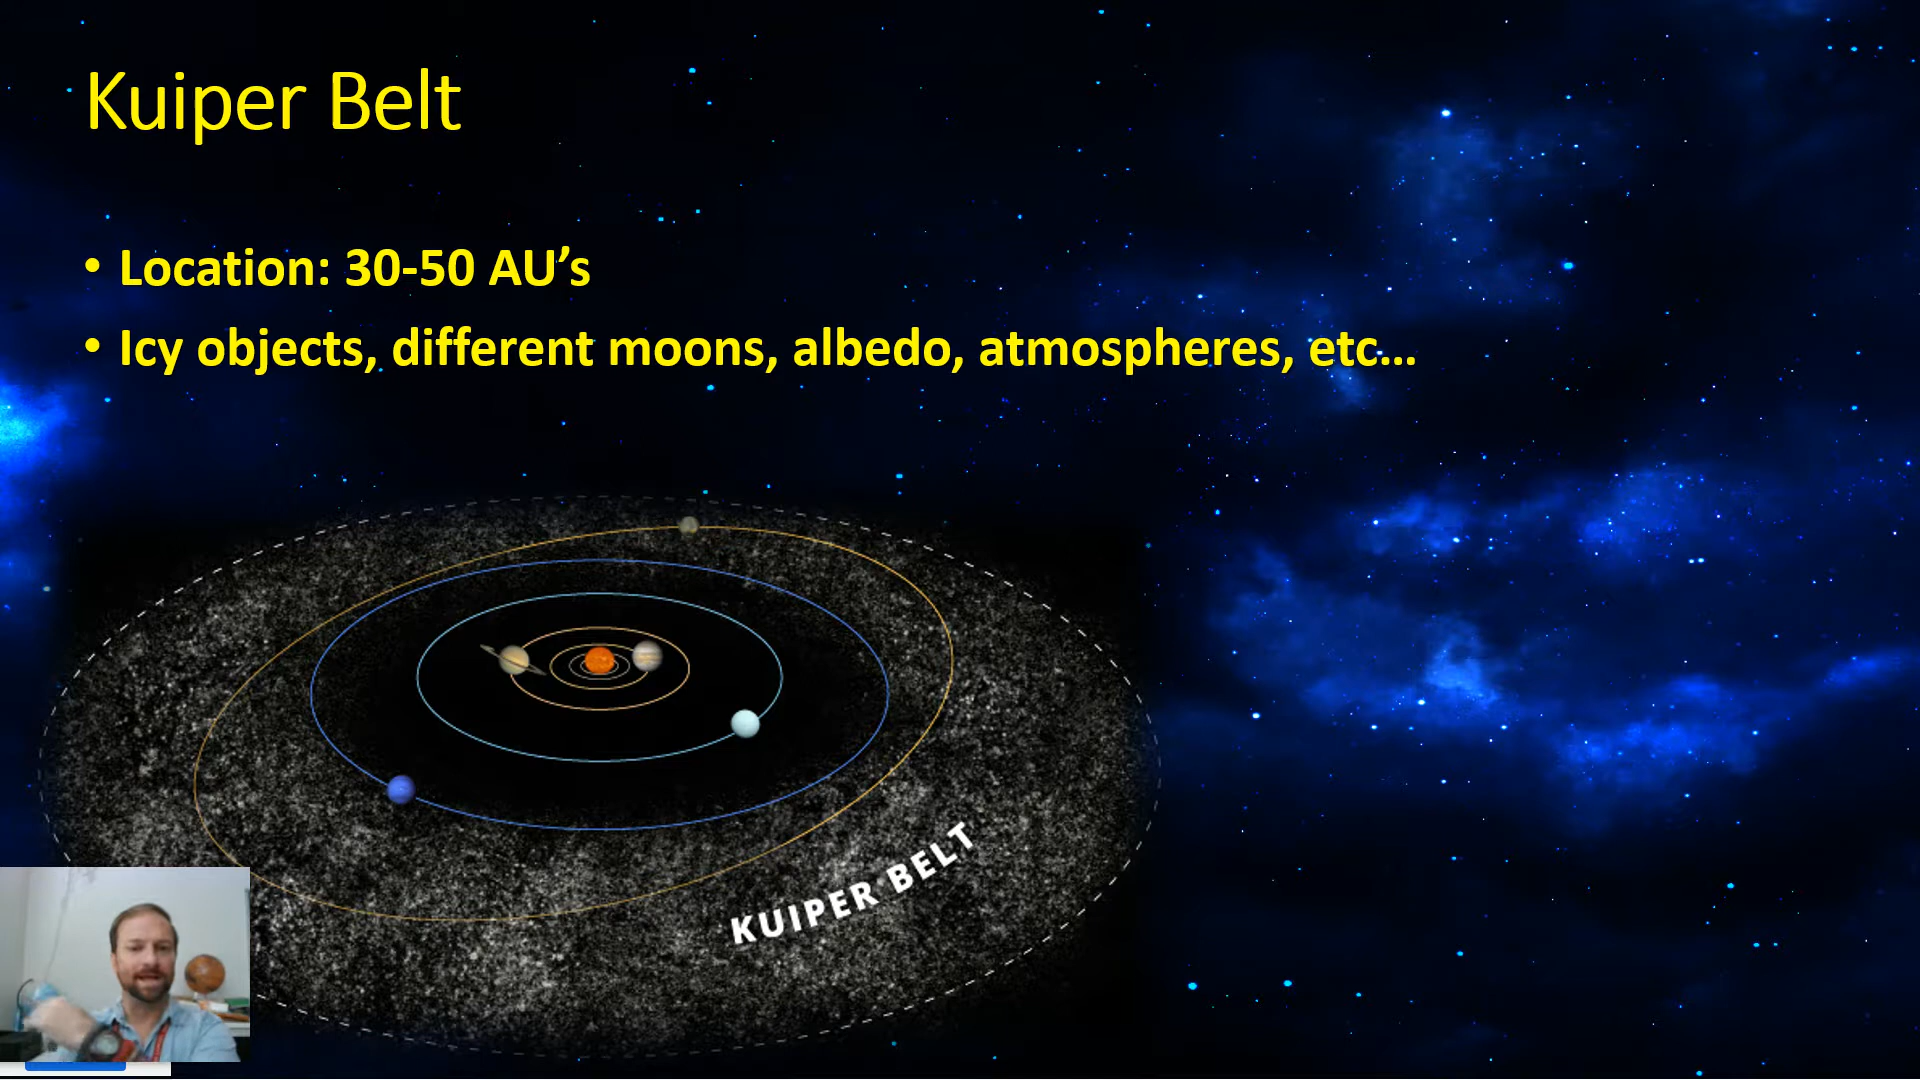 Kuiper Belt
• Location: 30-50 AU’s
• Icy objects, different moons, albedo, atmospheres, etc…
KUIPER BELT